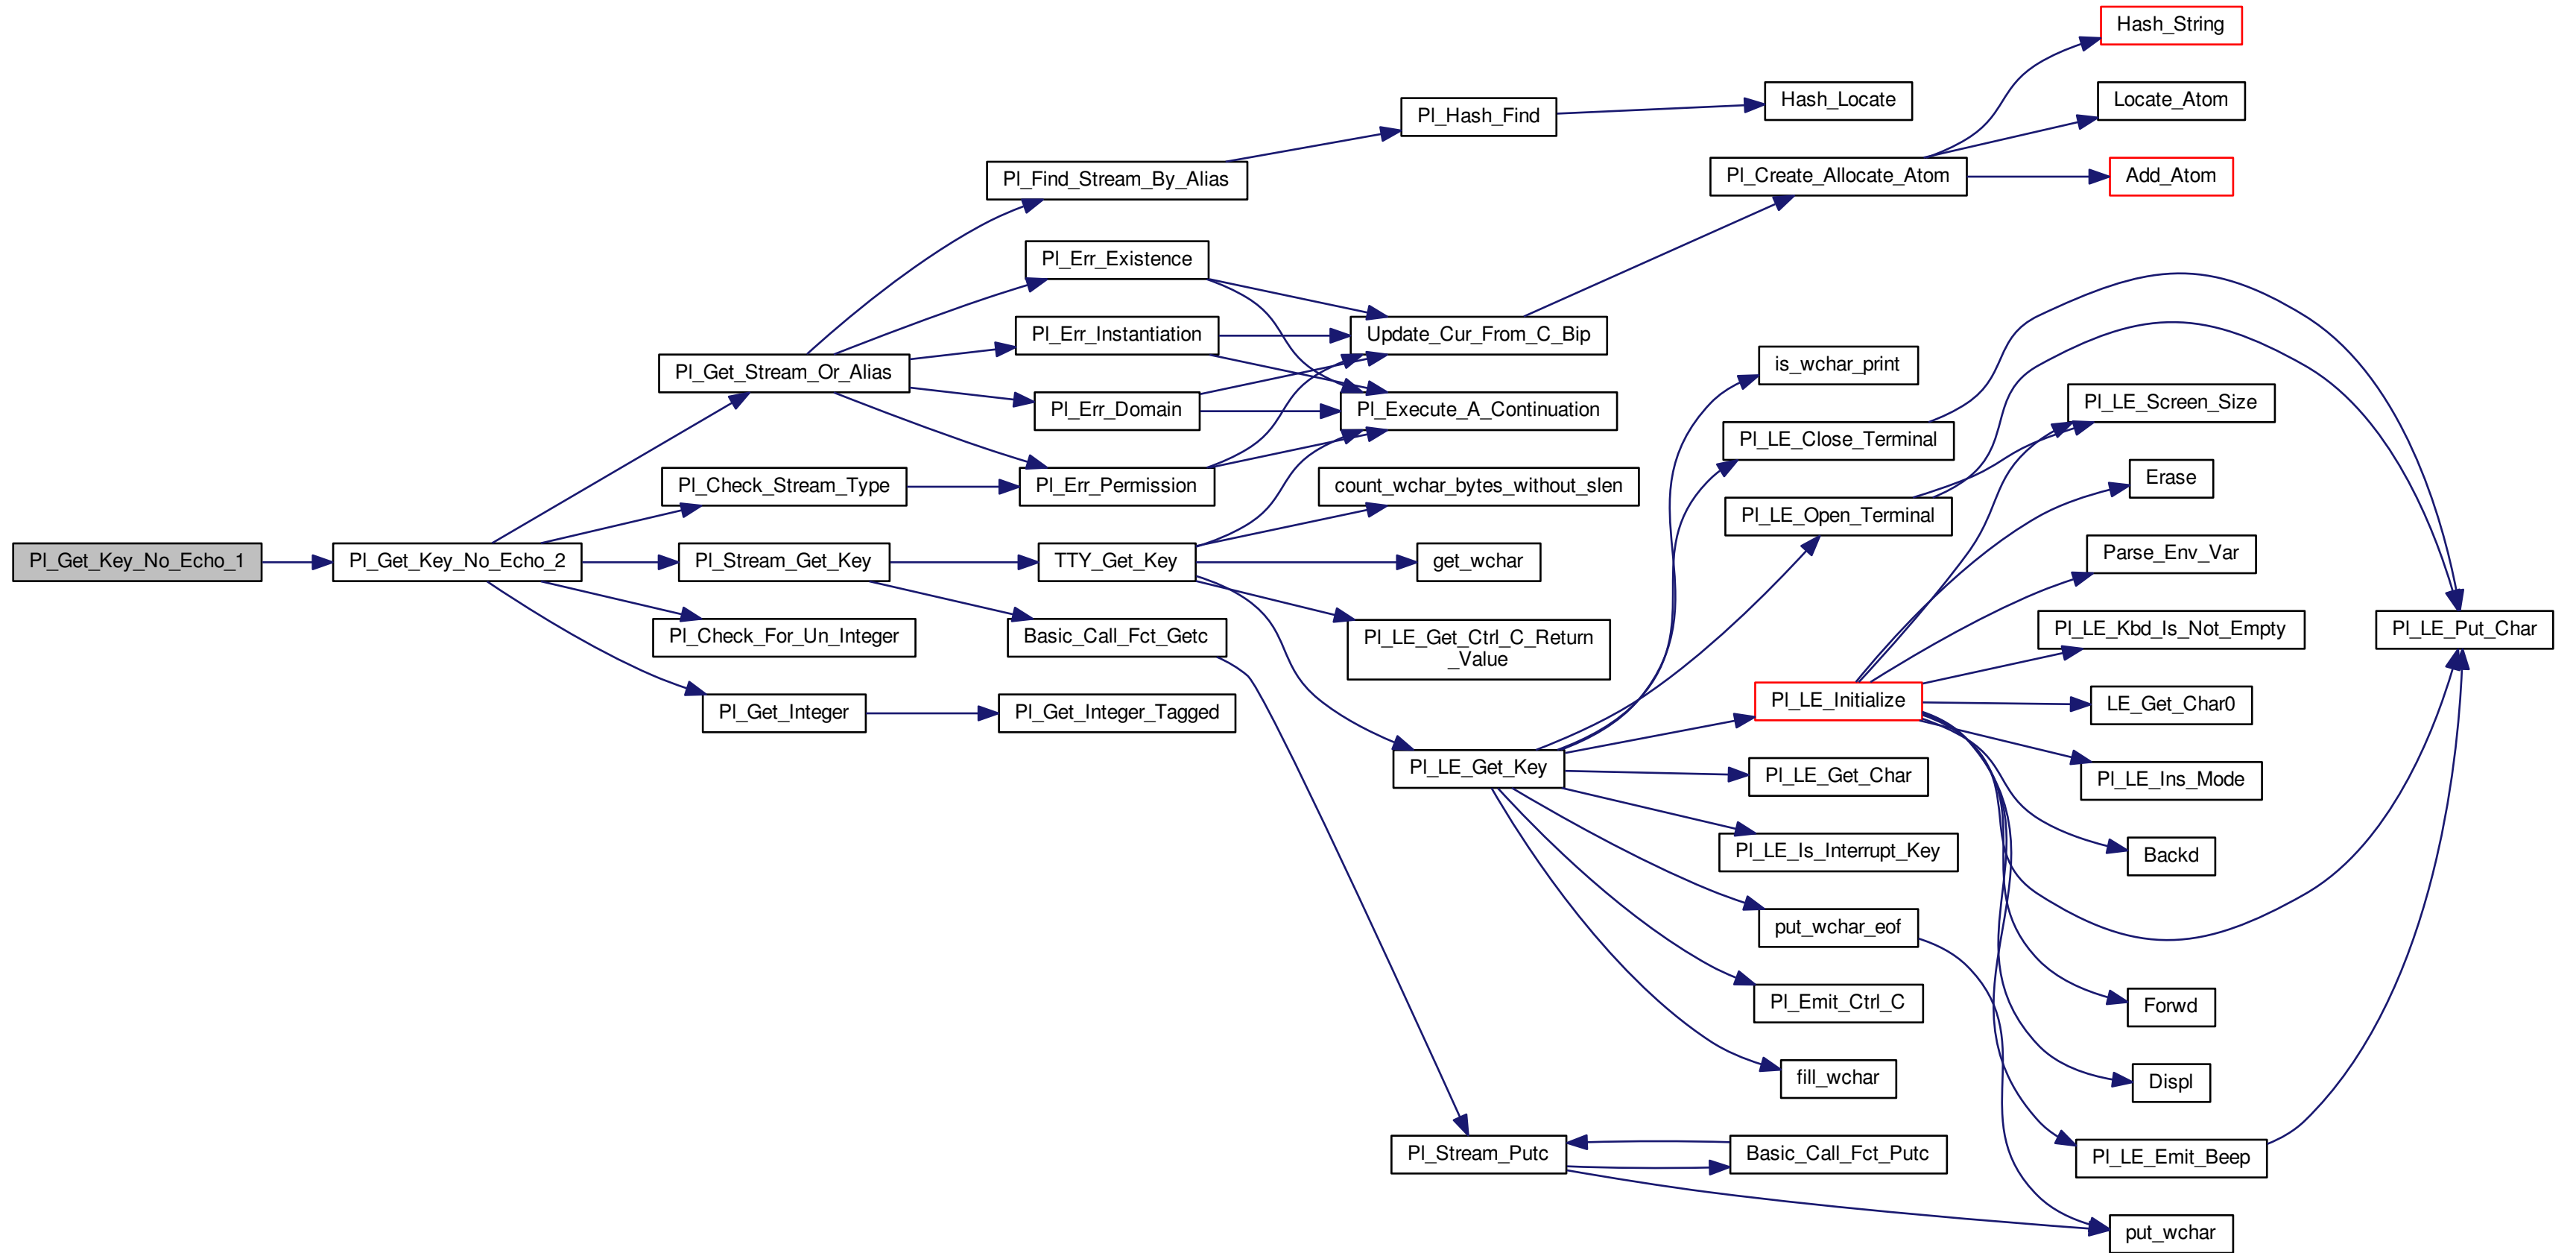 Hash_String
Hash_Locate
Locate_Atom
Pl_Hash_Find
Pl_Find_Stream_By_Alias
Pl_Create_Allocate_Atom
Add_Atom
Pl_Err_Existence
Pl_Err_Instantiation
Update_Cur_From_C_Bip
Pl_Get_Stream_Or_Alias
is_wchar_print
Pl_Err_Domain
Pl_Execute_A_Continuation
Pl_LE_Screen_Size
Pl_LE_Close_Terminal
Pl_Check_Stream_Type
Pl_Err_Permission
count_wchar_bytes_without_slen
Erase
Pl_LE_Open_Terminal
Pl_Get_Key_No_Echo_1
Pl_Get_Key_No_Echo_2
Pl_Stream_Get_Key
TTY_Get_Key
get_wchar
Parse_Env_Var
Pl_Check_For_Un_Integer
Basic_Call_Fct_Getc
Pl_LE_Get_Ctrl_C_Return
_Value
Pl_LE_Kbd_Is_Not_Empty
Pl_LE_Put_Char
Pl_Get_Integer
Pl_Get_Integer_Tagged
Pl_LE_Initialize
LE_Get_Char0
Pl_LE_Get_Key
Pl_LE_Get_Char
Pl_LE_Ins_Mode
Pl_LE_Is_Interrupt_Key
Backd
put_wchar_eof
Pl_Emit_Ctrl_C
Forwd
fill_wchar
Displ
Pl_Stream_Putc
Basic_Call_Fct_Putc
Pl_LE_Emit_Beep
put_wchar